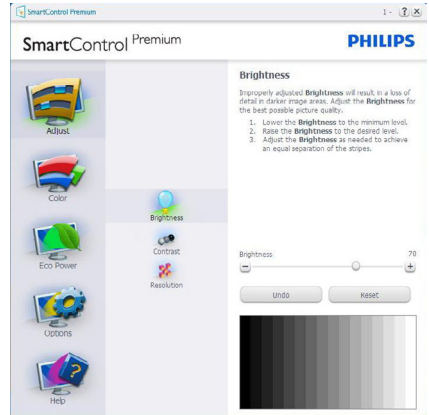 SmartControl Premium
1 -
?
SmartControl Premium
PHILIPS
Adjust
Color
Eco Power
Options
Help
Brightness
Contrast
Resolution
Brightness
Improperly adjusted Brightness will result in a loss of
detail in darker image areas. Adjust the Brightness for
the best possible picture quality.
1. Lower the Brightness to the minimum level.
2. Raise the Brightness to the desired level.
3. Adjust the Brightness as needed to achieve
an equal separation of the stripes.
Brightness 70
Undo Reset